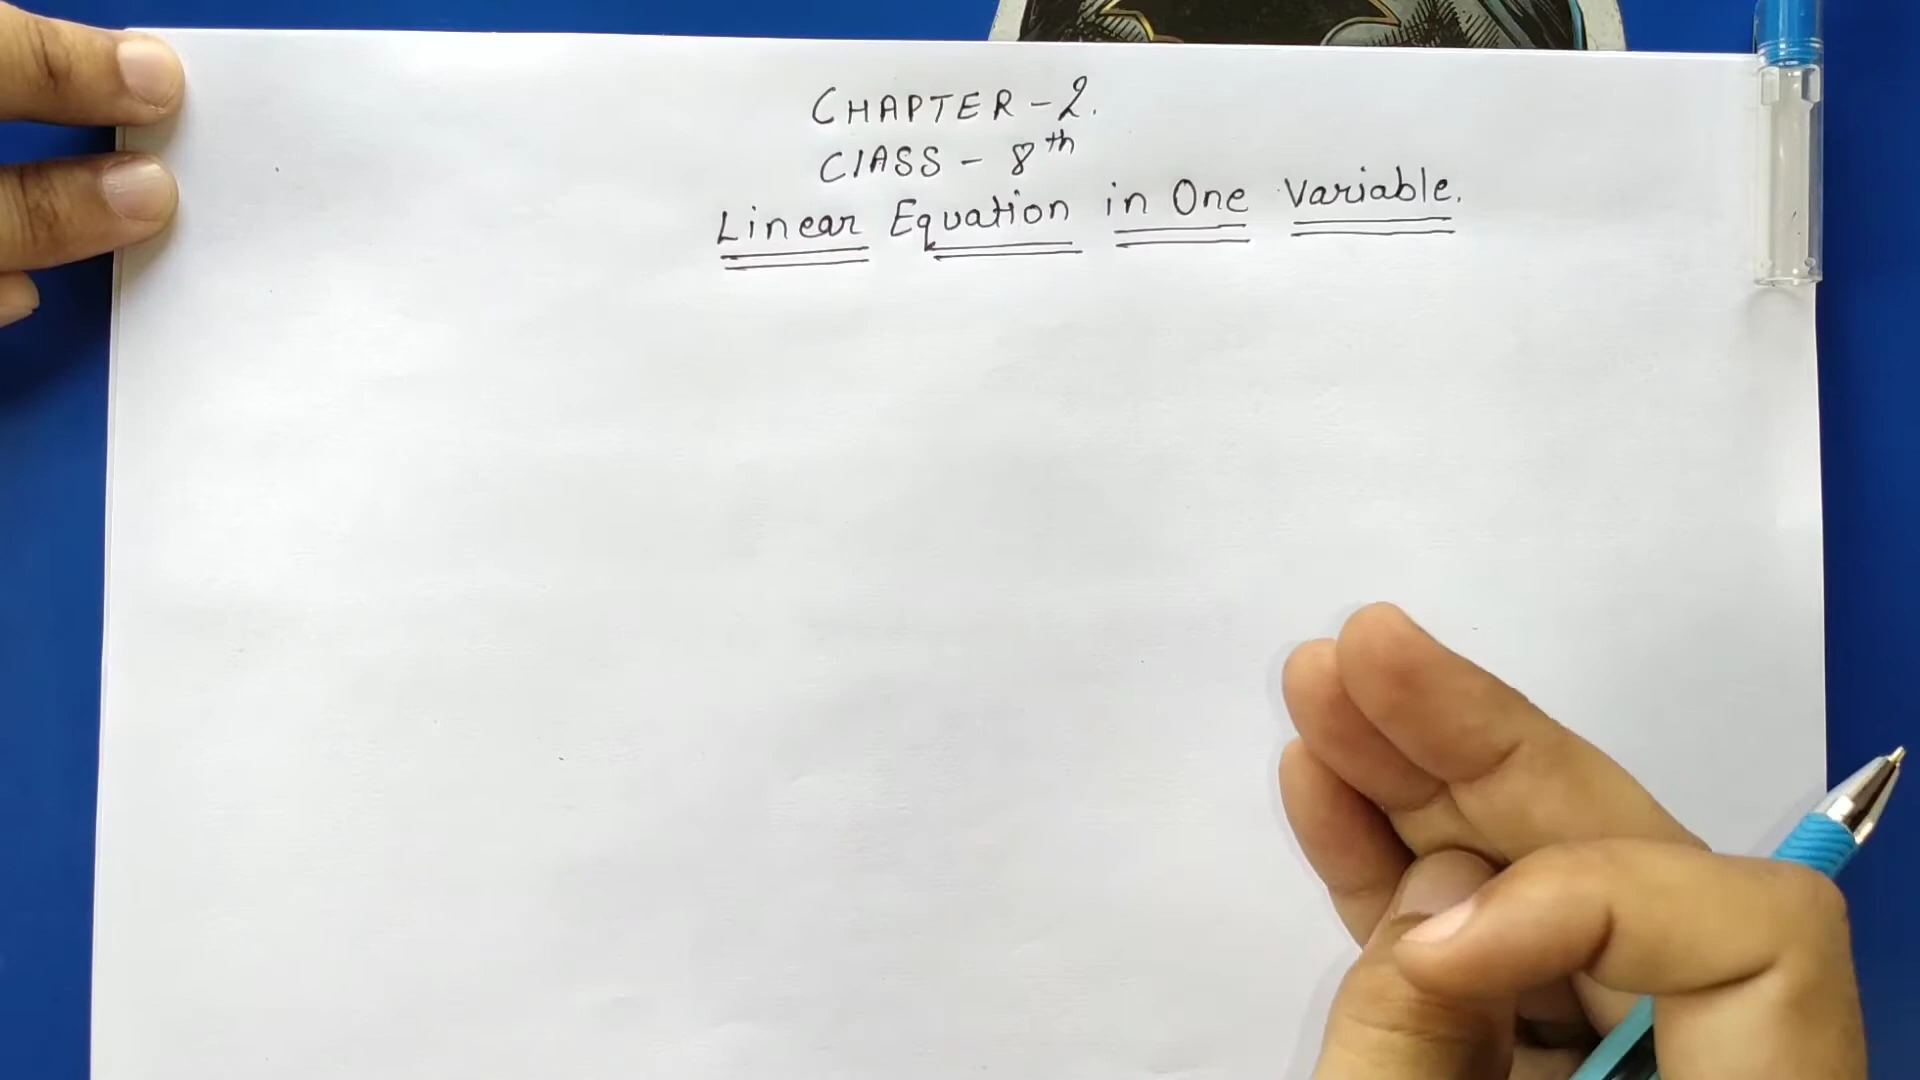 CHAPTER - 2.
ClASS - 8th
Linear Equation in One Variable.